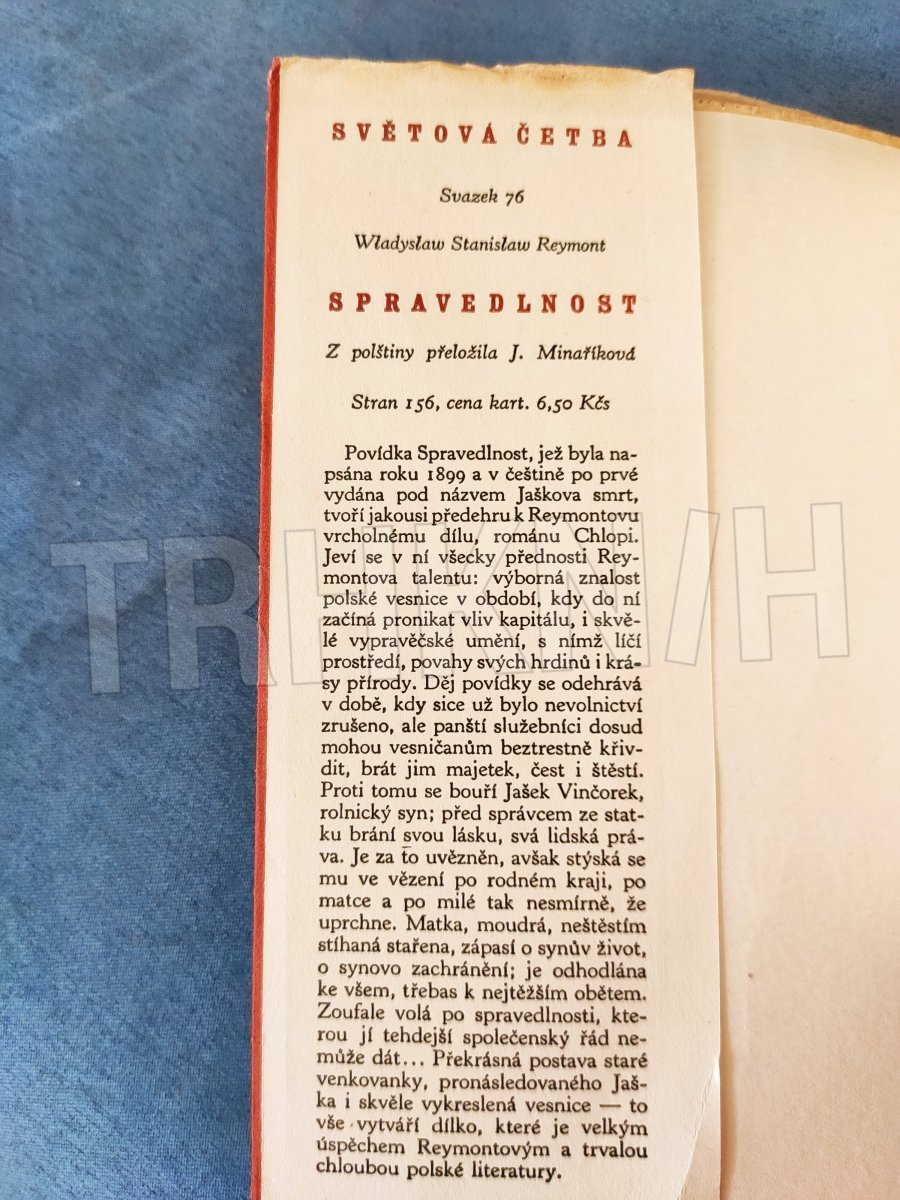 SVĚTOVÁ ČETBA
Svazek 76
Władysław Stanisław Reymont
SPRAVEDLNOST
Z polštiny přeložila J. Minaříková
Stran 156, cena kart. 6,50 Kčs
Povídka Spravedlnost, jež byla na-
psána roku 1899 a v češtině po prvé
vydána pod názvem Jaškova smrt,
tvoří jakousi předehru k Reymontovu
vrcholnému dílu, románu Chlopi.
Jeví se v ní všecky přednosti Rey-
montova talentu: výborná znalost
polské vesnice v období, kdy do ní
začíná pronikat vliv kapitálu, i skvě-
lé vypravěčské umění, s nímž líčí
prostředí, povahy svých hrdinů i krá-
sy přírody. Děj povídky se odehrává
v době, kdy sice už bylo nevolnictví
zrušeno, ale panští služebníci dosud
mohou vesničanům beztrestně křiv-
dit, brát jim majetek, čest i štěstí.
Proti tomu se bouří Jašek Vinčorek,
rolnický syn; před správcem ze stat-
ku brání svou lásku, svá lidská prá-
va. Je za to uvězněn, avšak stýská se
mu ve vězení po rodném kraji, po
matce a po milé tak nesmírně, že
uprchne. Matka, moudrá, neštěstím
stíhaná stařena, zápasí o synův život,
o synovo zachránění; je odhodlána
ke všem, třebas k nejtěžším obětem.
Zoufale volá po spravedlnosti, kte-
rou jí tehdejší společenský řád ne-
může dát... Překrásná postava staré
venkovanky, pronásledovaného Jaš-
ka i skvěle vykreslená vesnice — to
vše vytváří dílko, které je velkým
úspěchem Reymontovým a trvalou
chloubou polské literatury.
TRHKNIH